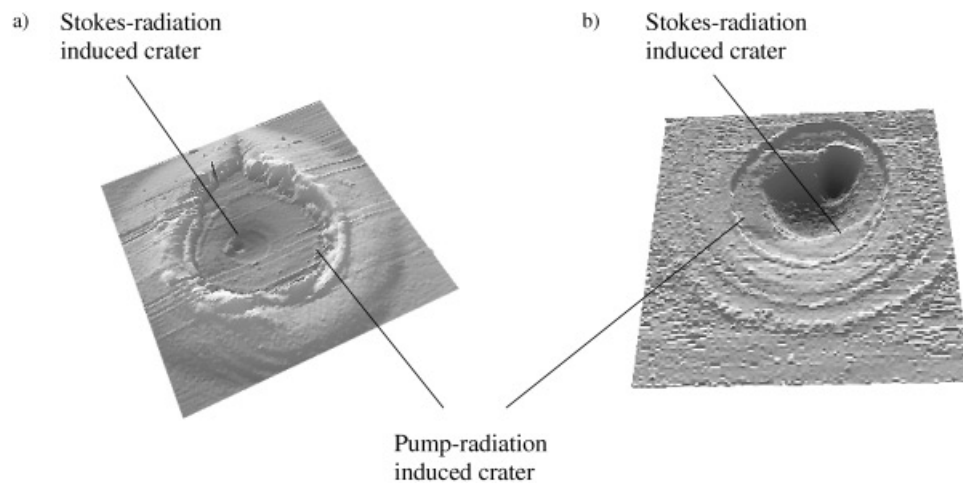 a)
Stokes-radiation
induced crater
b)
Stokes-radiation
induced crater
Pump-radiation
induced crater